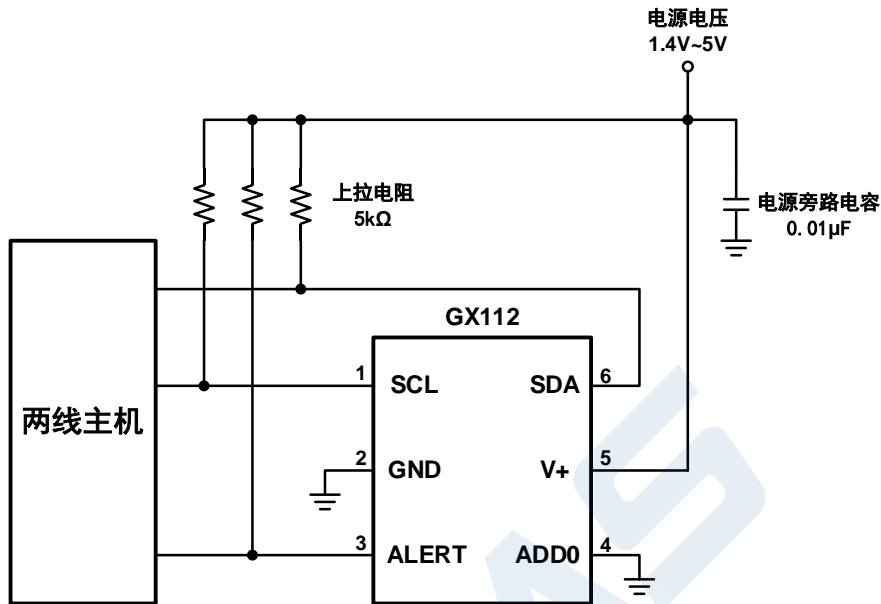 电源电压
1.4V~5V
上拉电阻
5kΩ
电源旁路电容
0.01μF
GX112
两线主机
1
SCL
SDA
6
2
GND
V+
5
3
ALERT
ADD0
4